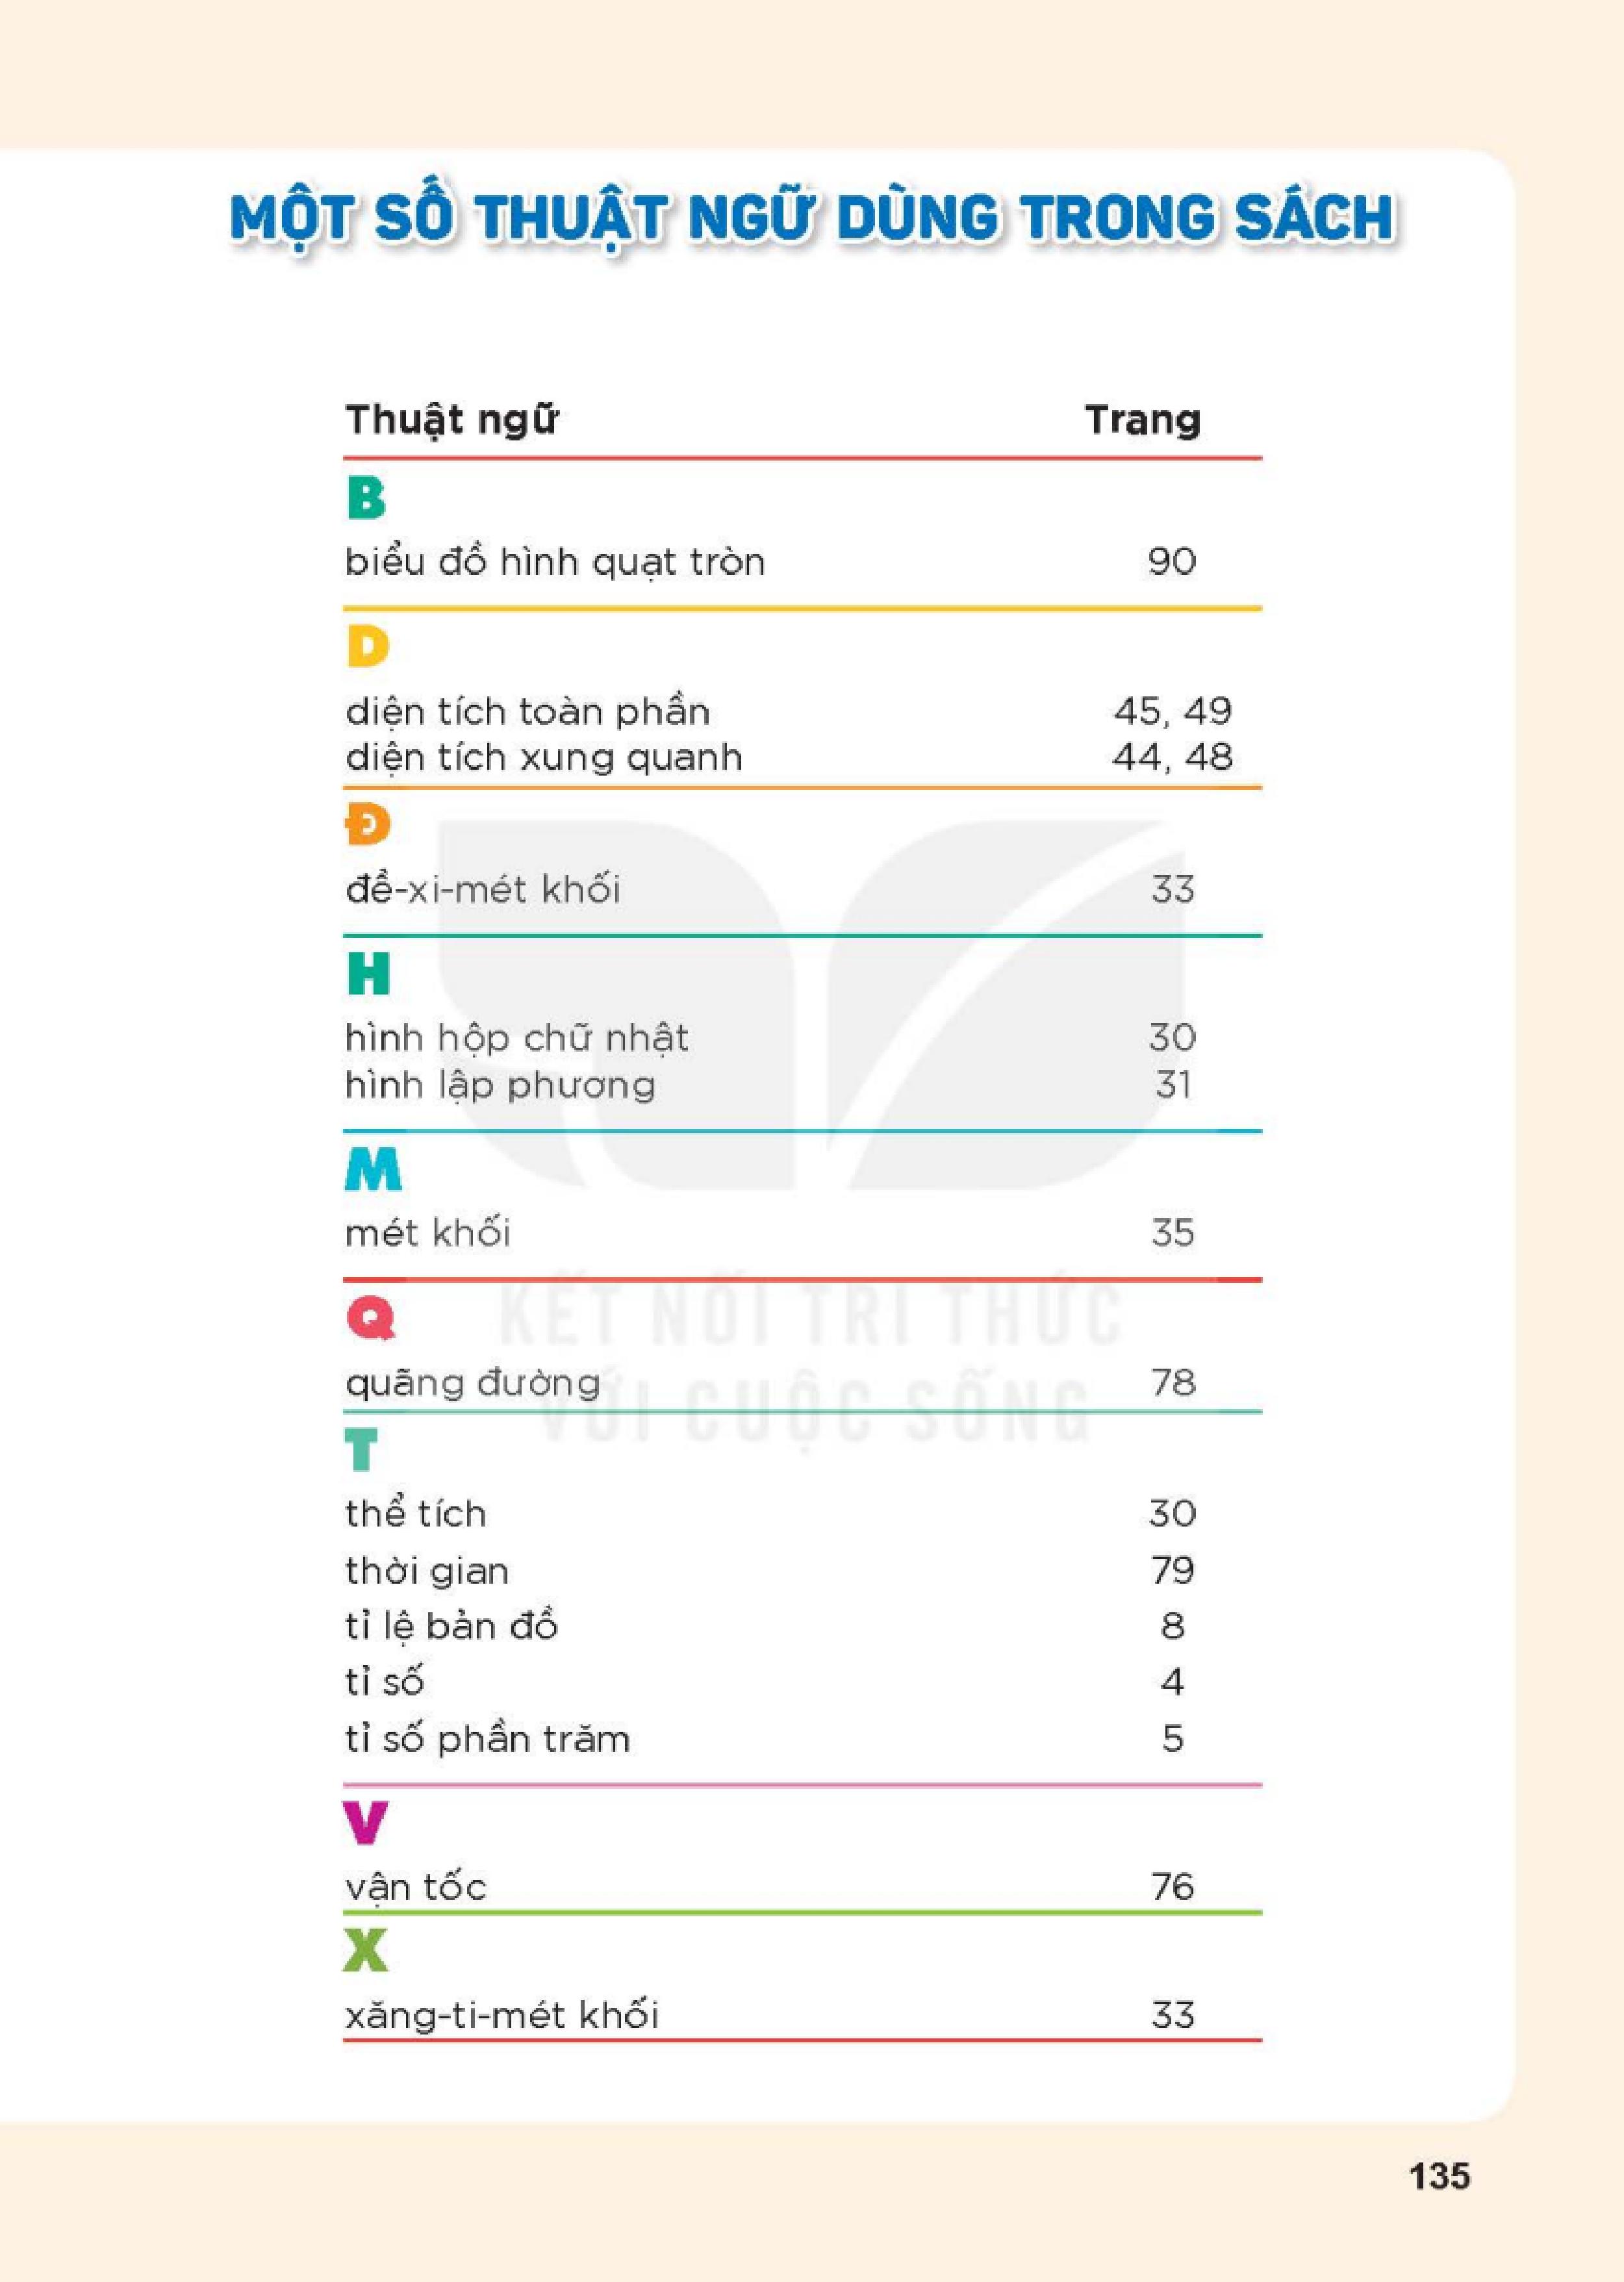 MỘT SỐ THUẬT NGỮ DÙNG TRONG SÁCH
Thuật ngữ Trang
B
biểu đồ hình quạt tròn 90
D
diện tích toàn phần 45, 49
diện tích xung quanh 44, 48
Đ
đề-xi-mét khối 33
H
hình hộp chữ nhật 30
hình lập phương 31
M
mét khối 35
KẾT NỐI TRI THỨC
Q
quãng đường 78
VỚI CUỘC SỐNG
T
thể tích 30
thời gian 79
tỉ lệ bản đồ 8
tỉ số 4
tỉ số phần trăm 5
V
vận tốc 76
X
xăng-ti-mét khối 33
135